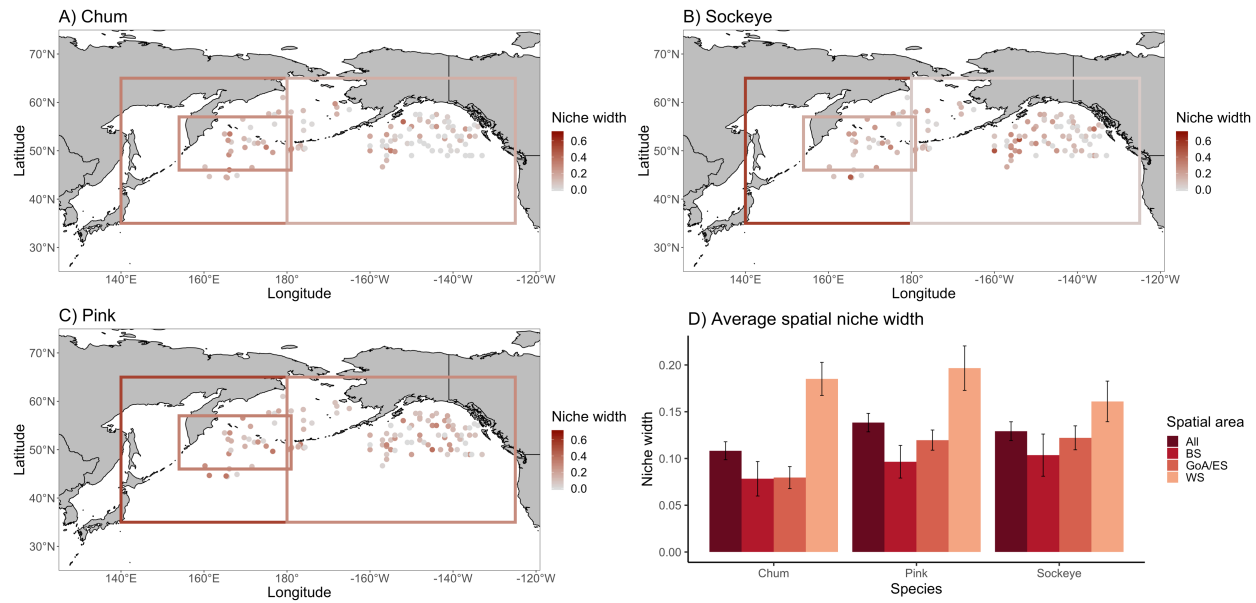 A) Chum
70°N
60°N
50°N
40°N
30°N
Latitude
140°E
160°E
180°
-160°W
-140°W
-120°W
Longitude
Niche width
0.6
0.4
0.2
0.0
B) Sockeye
70°N
60°N
50°N
40°N
30°N
Latitude
140°E
160°E
180°
-160°W
-140°W
-120°W
Longitude
Niche width
0.6
0.4
0.2
0.0
C) Pink
70°N
60°N
50°N
40°N
30°N
Latitude
140°E
160°E
180°
-160°W
-140°W
-120°W
Longitude
Niche width
0.6
0.4
0.2
0.0
D) Average spatial niche width
0.20
0.15
0.10
0.05
0.00
Niche width
Chum
Pink
Sockeye
Species
Spatial area
All
BS
GoA/ES
WS